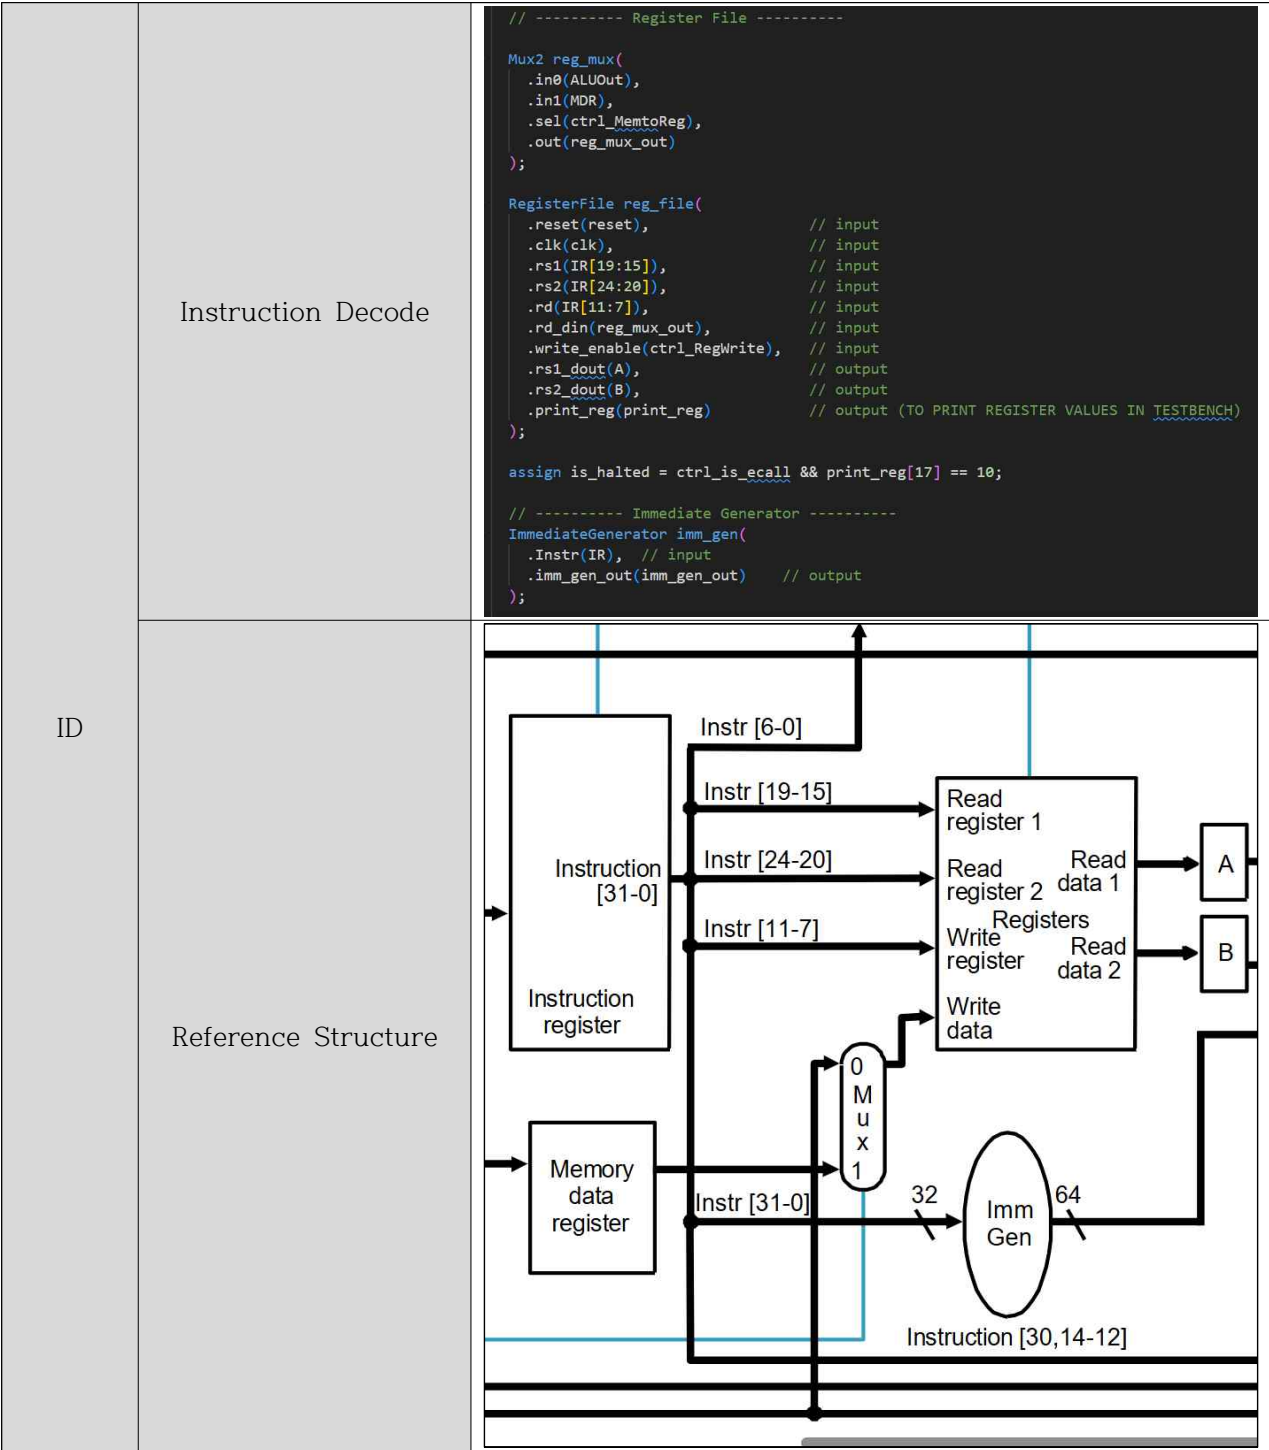 ID
Instruction Decode
// ---------- Register File ----------
Mux2 reg_mux(
.in0(ALUOut),
.in1(MDR),
.sel(ctrl_MemtoReg),
.out(reg_mux_out)
);
RegisterFile reg_file(
.reset(reset), // input
.clk(clk), // input
.rs1(IR[19:15]), // input
.rs2(IR[24:20]), // input
.rd(IR[11:7]), // input
.rd_din(reg_mux_out), // input
.write_enable(ctrl_RegWrite), // input
.rs1_dout(A), // output
.rs2_dout(B), // output
.print_reg(print_reg) // output (TO PRINT REGISTER VALUES IN TESTBENCH)
);
assign is_halted = ctrl_is_ecall && print_reg[17] == 10;
// ---------- Immediate Generator ----------
ImmediateGenerator imm_gen(
.Instr(IR), // input
.imm_gen_out(imm_gen_out) // output
);
Reference Structure
Instr [6-0]
Instr [19-15]
Instr [24-20]
Instr [11-7]
Instruction
[31-0]
Instruction
register
Read
register 1
Read
register 2
Registers
Write
register
Write
data
Read
data 1
Read
data 2
A
B
0
M
u
x
1
Memory
data
register
Instr [31-0]
32
Imm
Gen
64
Instruction [30,14-12]